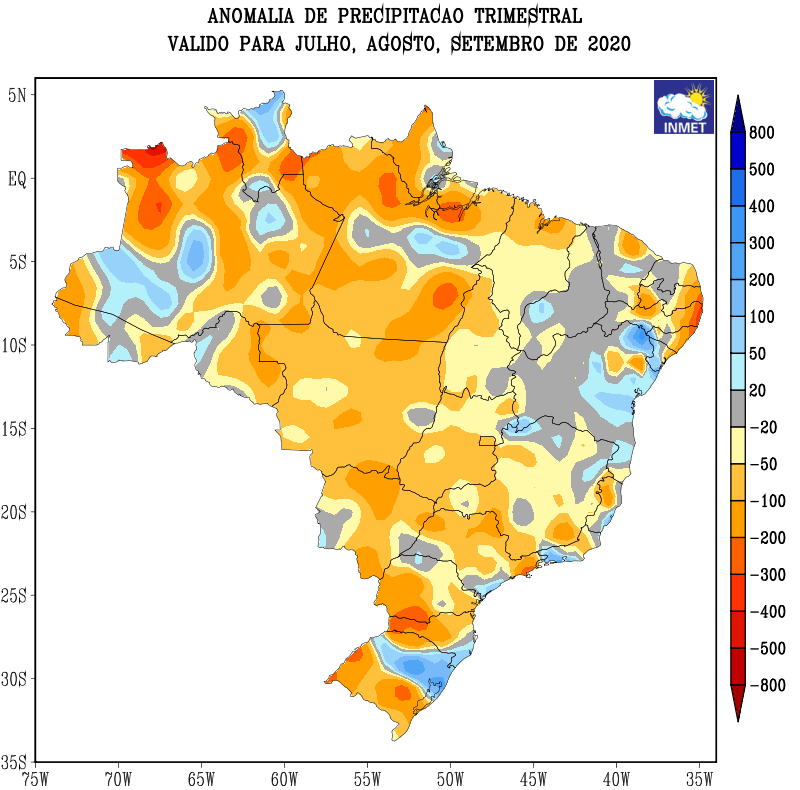 ANOMALIA DE PRECIPITACAO TRIMESTRAL
VALIDO PARA JULHO, AGOSTO, SETEMBRO DE 2020
INMET
5N
EQ
5S
10S
15S
20S
25S
30S
35S
75W 70W 65W 60W 55W 50W 45W 40W 35W
800
500
400
300
200
100
50
20
-20
-50
-100
-200
-300
-400
-500
-800